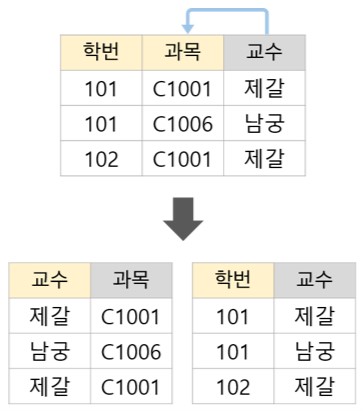 학번 과목 교수
101 C1001 제갈
101 C1006 남궁
102 C1001 제갈
교수 과목
제갈 C1001
남궁 C1006
제갈 C1001
학번 교수
101 제갈
101 남궁
102 제갈